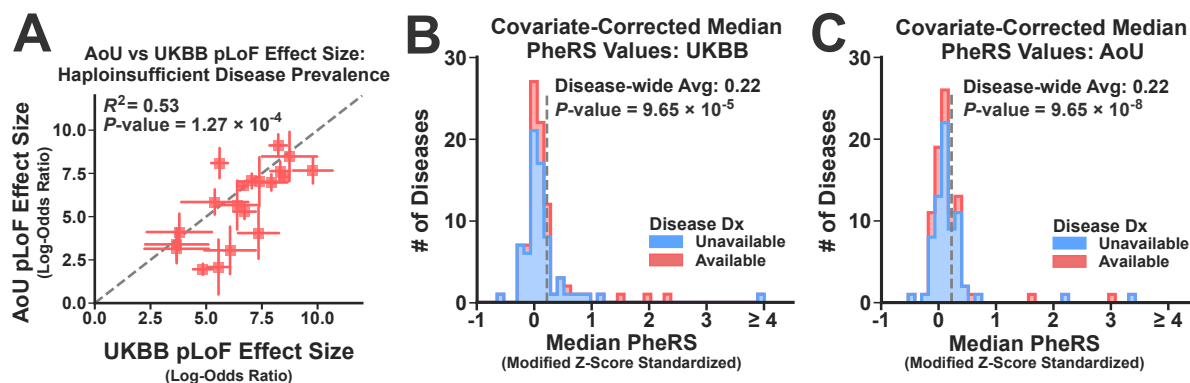 A
AoU vs UKBB pLoF Effect Size:
Haploinsufficient Disease Prevalence
R² = 0.53
P-value = 1.27 × 10⁻⁴
AoU pLoF Effect Size
(Log-Odds Ratio)
10.0
7.5
5.0
2.5
0.0
0.0 2.5 5.0 7.5 10.0
UKBB pLoF Effect Size
(Log-Odds Ratio)
B
Covariate-Corrected Median
PheRS Values: UKBB
Disease-wide Avg: 0.22
P-value = 9.65 × 10⁻⁵
# of Diseases
30
20
10
0
Disease Dx
Unavailable
Available
-1 0 1 2 3 ≥ 4
Median PheRS
(Modified Z-Score Standardized)
C
Covariate-Corrected Median
PheRS Values: AoU
Disease-wide Avg: 0.22
P-value = 9.65 × 10⁻⁸
# of Diseases
30
20
10
0
Disease Dx
Unavailable
Available
-1 0 1 2 3 ≥ 4
Median PheRS
(Modified Z-Score Standardized)